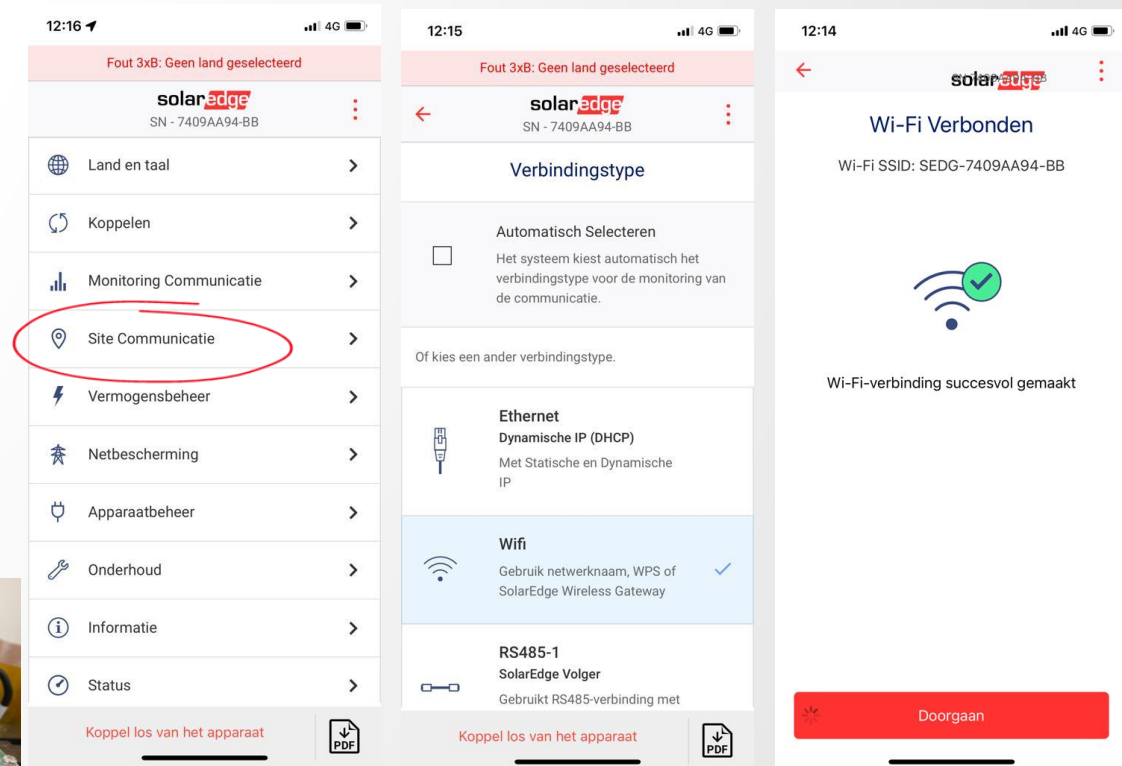 12:16
4G
Fout 3xB: Geen land geselecteerd
solaredge
SN - 7409AA94-BB
Land en taal
Koppelen
Monitoring Communicatie
Site Communicatie
Vermogensbeheer
Netbescherming
Apparaatbeheer
Onderhoud
Informatie
Status
Koppel los van het apparaat
PDF
12:15
4G
Fout 3xB: Geen land geselecteerd
solaredge
SN - 7409AA94-BB
Verbindingstype
Automatisch Selecteren
Het systeem kiest automatisch het
verbindingstype voor de monitoring van
de communicatie.
Of kies een ander verbindingstype.
Ethernet
Dynamische IP (DHCP)
Met Statische en Dynamische
IP
Wifi
Gebruik netwerknaam, WPS of
SolarEdge Wireless Gateway
RS485-1
SolarEdge Volger
Gebruikt RS485-verbinding met
Koppel los van het apparaat
PDF
12:14
4G
solaredge
Wi-Fi Verbonden
Wi-Fi SSID: SEDG-7409AA94-BB
Wi-Fi-verbinding succesvol gemaakt
Doorgaan